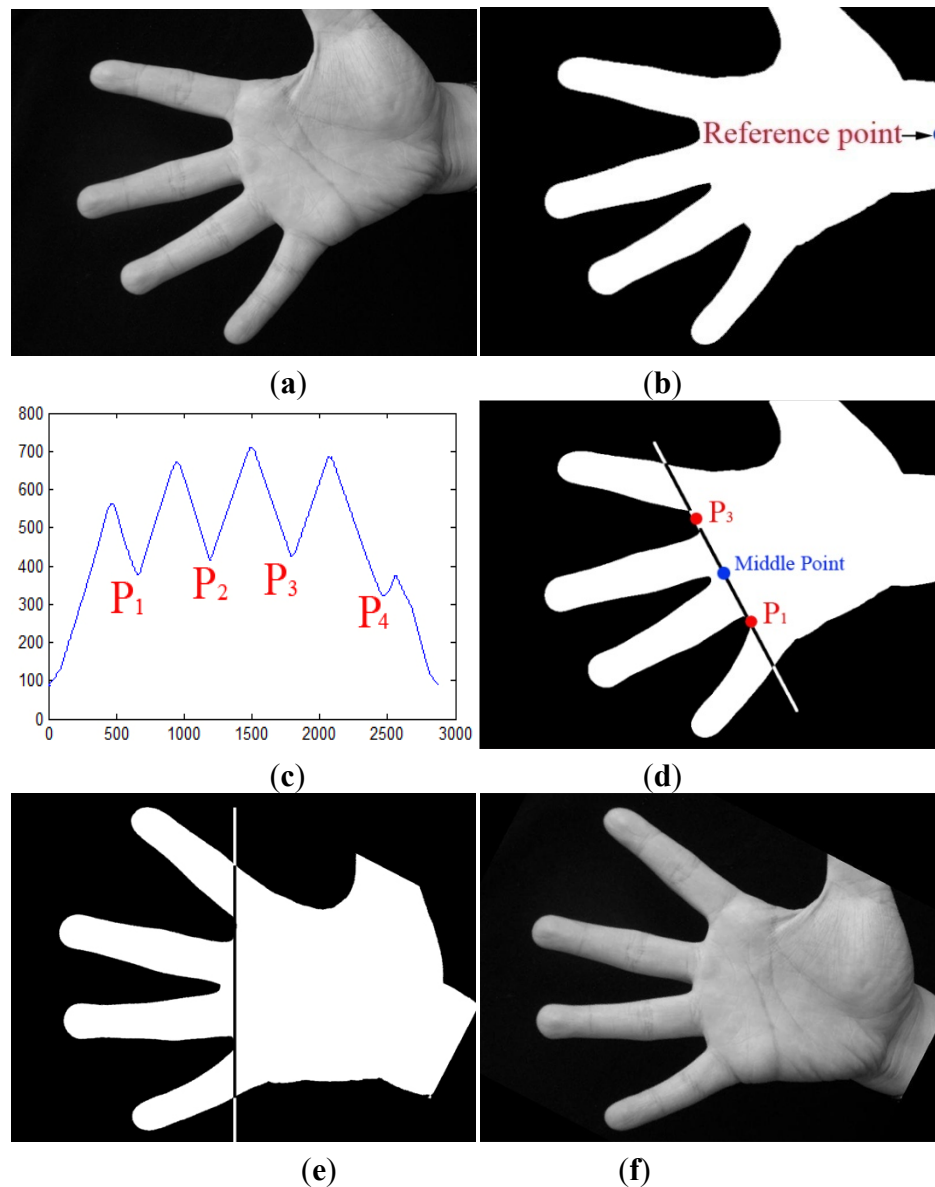 Reference point
(a)
(b)
800
700
600
500
400
300
200
100
0
P1
P2
P3
P4
0 500 1000 1500 2000 2500 3000
(c)
P3
Middle Point
P1
(d)
(e)
(f)